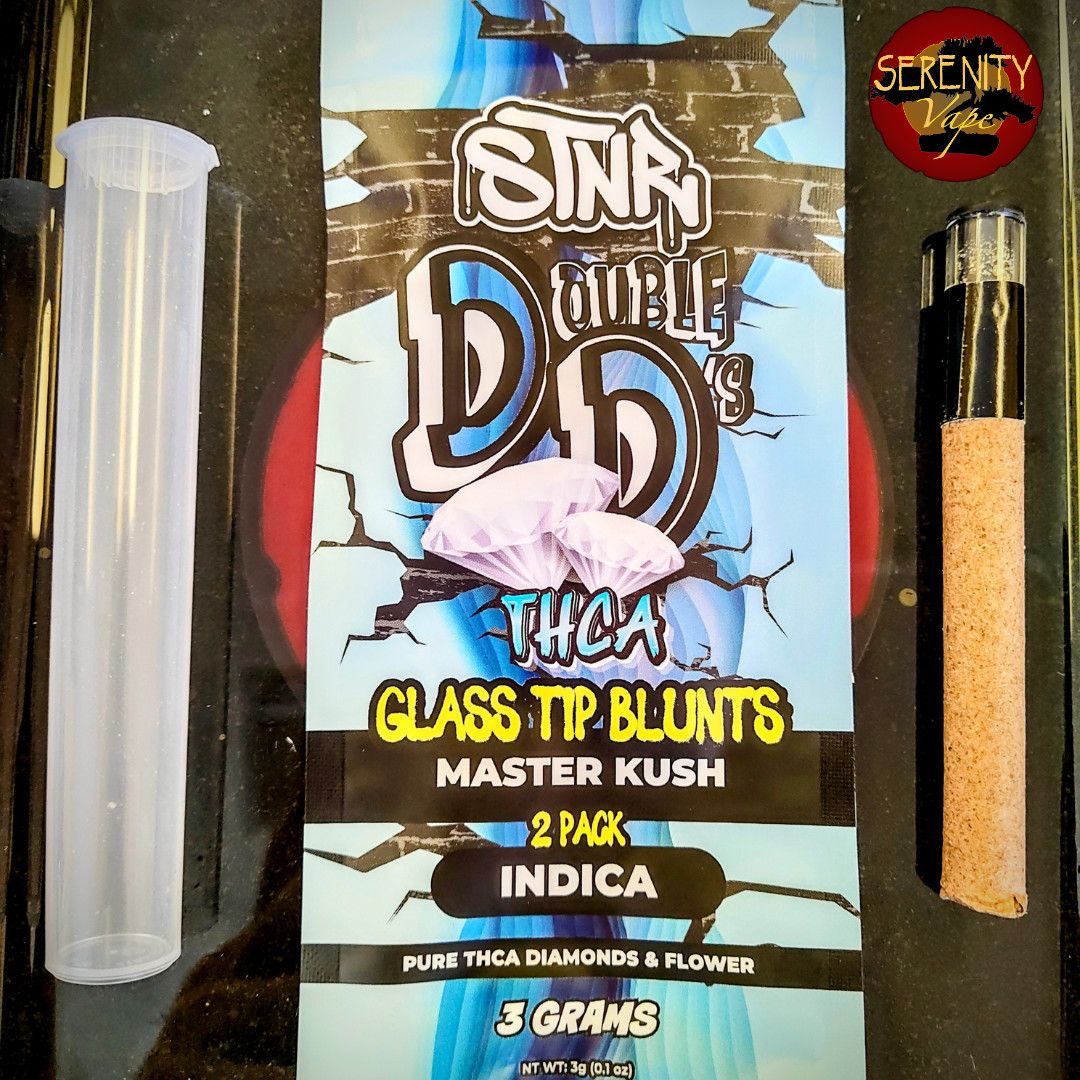 SERENITY
Vape
STNR
DOUBLE
D'S
THCA
GLASS TIP BLUNTS
MASTER KUSH
2 PACK
INDICA
PURE THCA DIAMONDS & FLOWER
3 GRAMS
NT WT: 3g (0.1 oz)